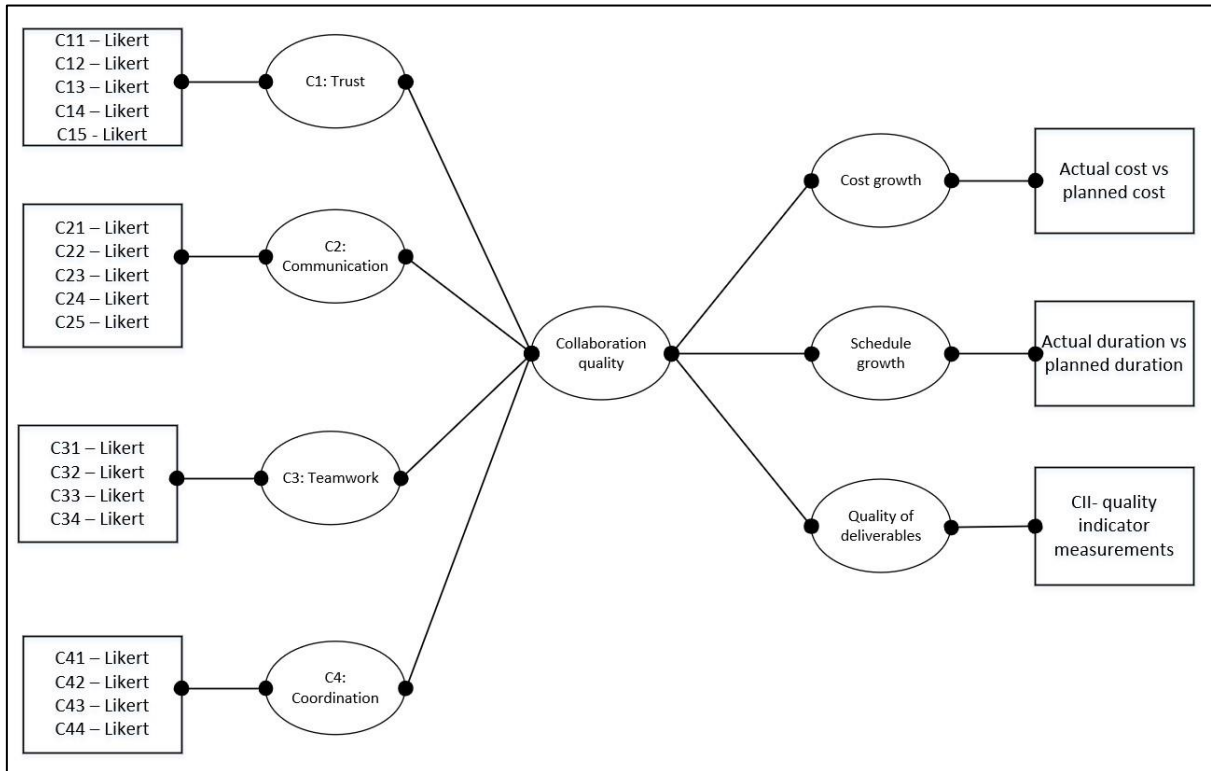 C11 – Likert
C12 – Likert
C13 – Likert
C14 – Likert
C15 - Likert
C1: Trust
C21 – Likert
C22 – Likert
C23 – Likert
C24 – Likert
C25 – Likert
C2:
Communication
C31 – Likert
C32 – Likert
C33 – Likert
C34 – Likert
C3: Teamwork
C41 – Likert
C42 – Likert
C43 – Likert
C44 – Likert
C4:
Coordination
Collaboration
quality
Cost growth
Actual cost vs
planned cost
Schedule
growth
Actual duration vs
planned duration
Quality of
deliverables
CII- quality
indicator
measurements